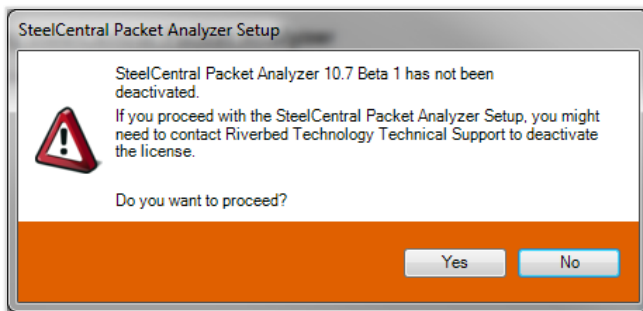 SteelCentral Packet Analyzer Setup
SteelCentral Packet Analyzer 10.7 Beta 1 has not been
deactivated.
If you proceed with the SteelCentral Packet Analyzer Setup, you might
need to contact Riverbed Technology Technical Support to deactivate
the license.
Do you want to proceed?
Yes
No